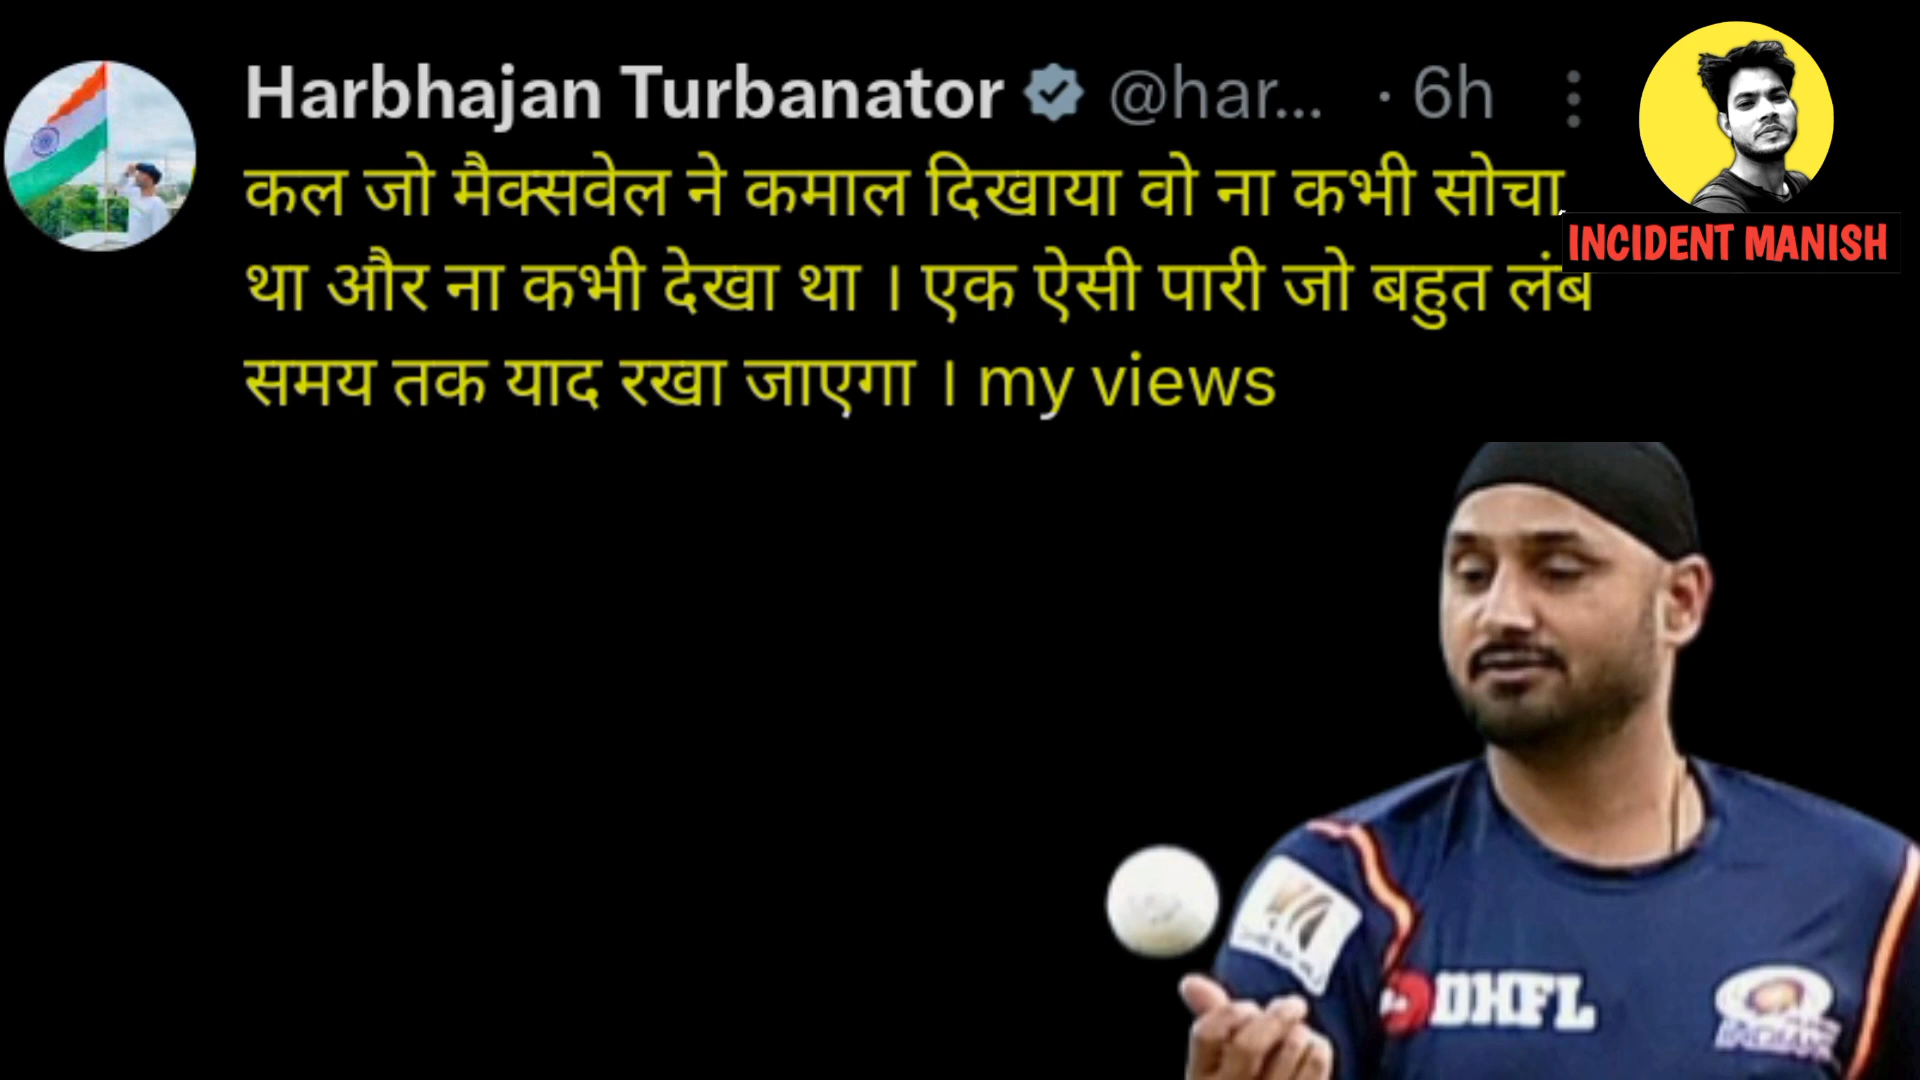 Harbhajan Turbanator @har... · 6h
INCIDENT MANISH
कल जो मैक्सवेल ने कमाल दिखाया वो ना कभी सोचा
था और ना कभी देखा था । एक ऐसी पारी जो बहुत लंब
समय तक याद रखा जाएगा । my views
DHFL
INDIANS